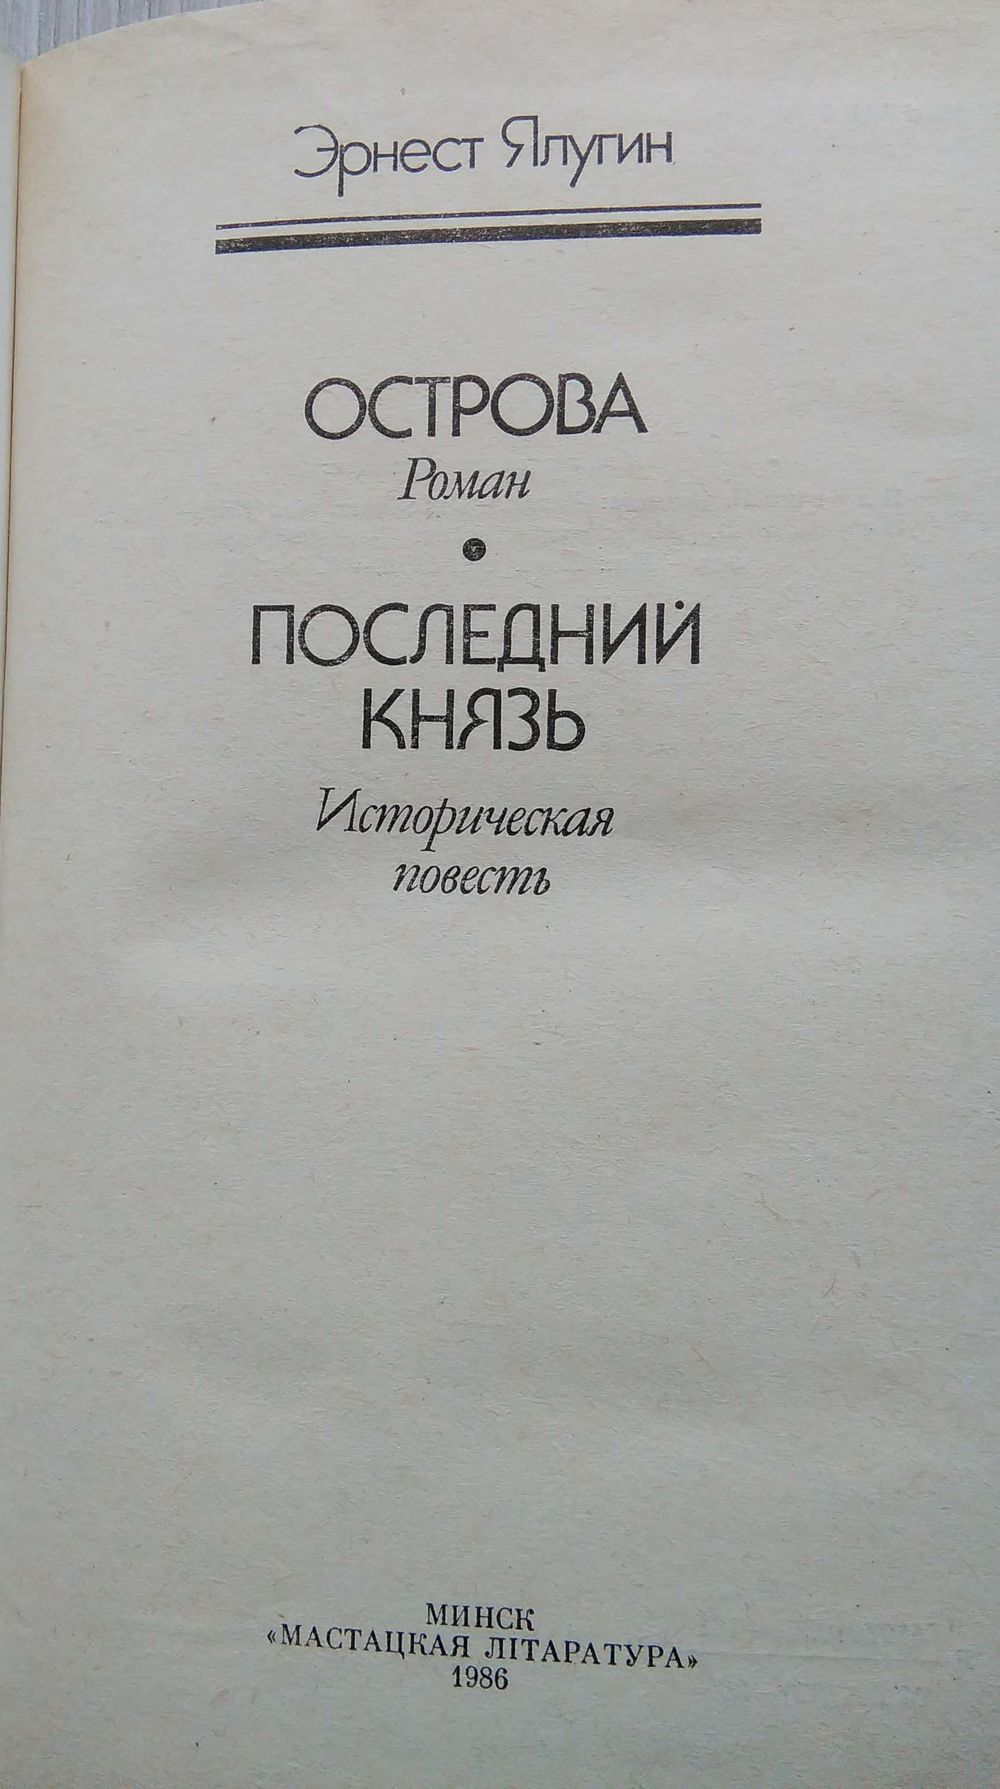 Эрнест Ялугин
ОСТРОВА
Роман
•
ПОСЛЕДНИЙ
КНЯЗЬ
Историческая
повесть
МИНСК
«МАСТАЦКАЯ ЛІТАРАТУРА»
1986